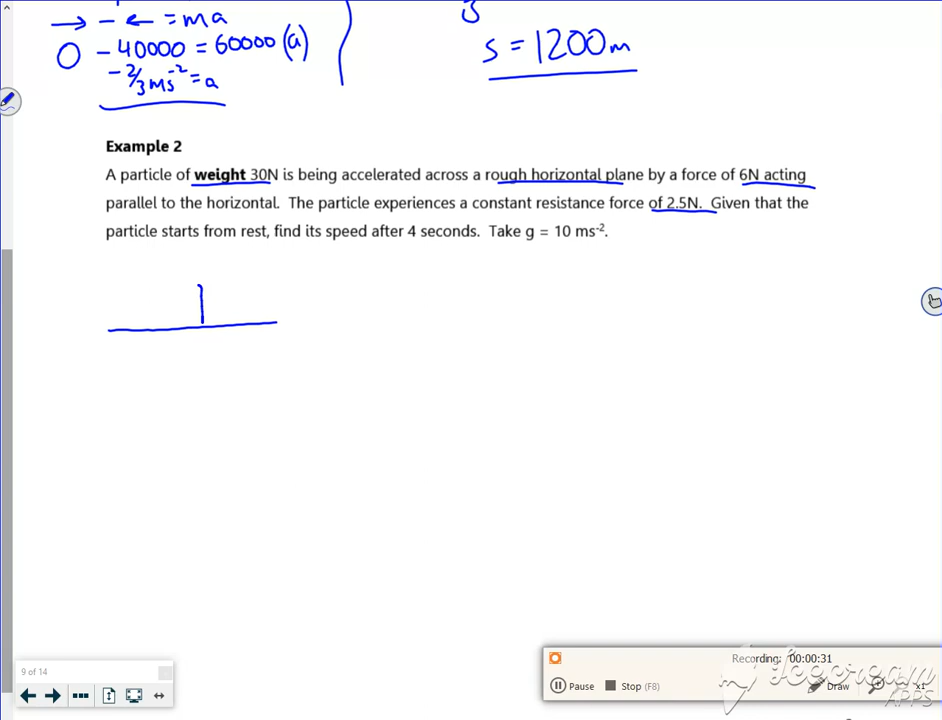 → - ← = ma
0 - 40000 = 60000 (a)
-2/3 ms⁻² = a
s = 1200m
Example 2
A particle of weight 30N is being accelerated across a rough horizontal plane by a force of 6N acting
parallel to the horizontal. The particle experiences a constant resistance force of 2.5N. Given that the
particle starts from rest, find its speed after 4 seconds. Take g = 10 ms⁻².
9 of 14
Recording: 00:00:31
Pause
Stop (F8)
Draw
x1
Icecream
APPS